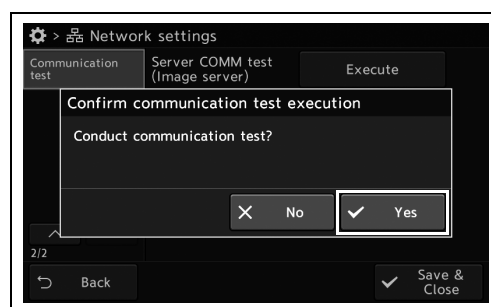 > Network settings
Communication
test
Server COMM test
(Image server)
Execute
Confirm communication test execution
Conduct communication test?
No
Yes
2/2
Back
Save &
Close